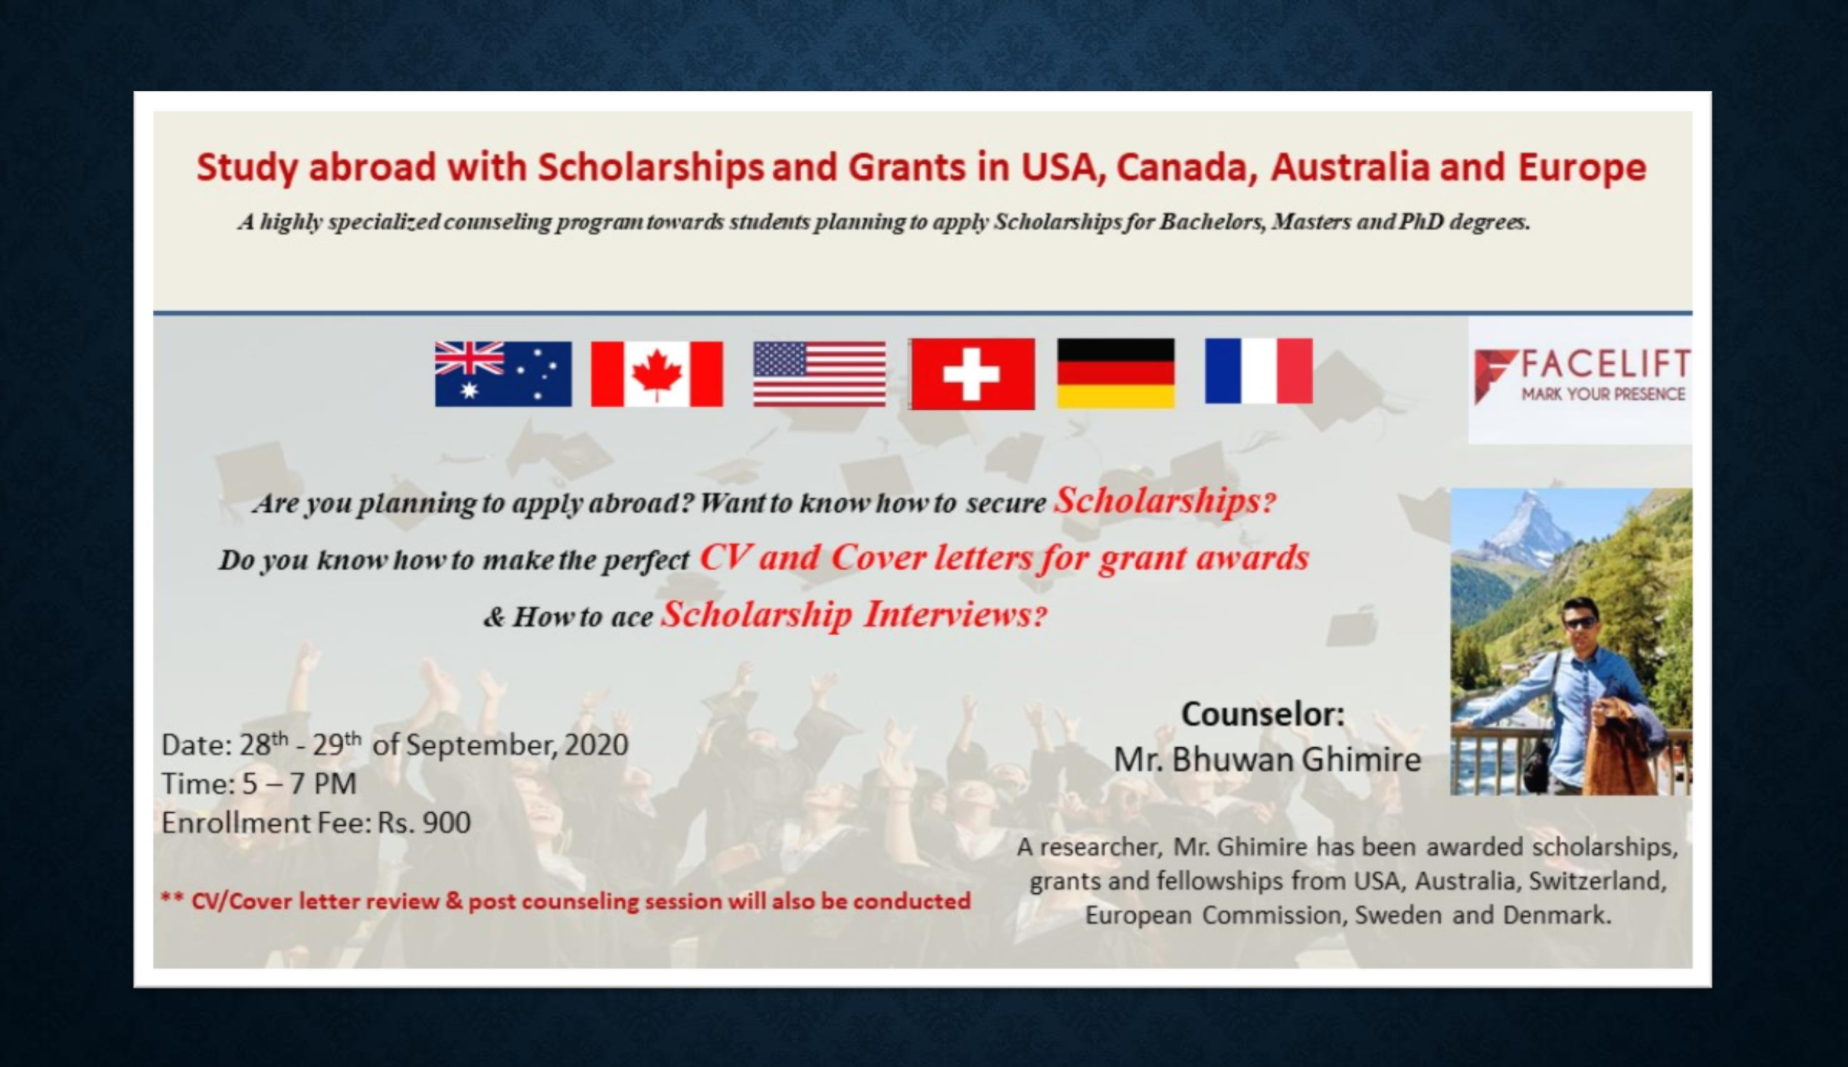 Study abroad with Scholarships and Grants in USA, Canada, Australia and Europe
A highly specialized counseling program towards students planning to apply Scholarships for Bachelors, Masters and PhD degrees.
FACELIFT
MARK YOUR PRESENCE
Are you planning to apply abroad? Want to know how to secure Scholarships?
Do you know how to make the perfect CV and Cover letters for grant awards
& How to ace Scholarship Interviews?
Date: 28th - 29th of September, 2020
Time: 5 – 7 PM
Enrollment Fee: Rs. 900
** CV/Cover letter review & post counseling session will also be conducted
Counselor:
Mr. Bhuwan Ghimire
A researcher, Mr. Ghimire has been awarded scholarships,
grants and fellowships from USA, Australia, Switzerland,
European Commission, Sweden and Denmark.